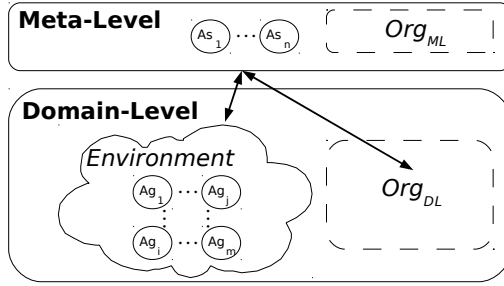 Meta-Level
As1 ... Asn OrgML
Domain-Level
Environment
Ag1 ... Agj OrgDL
Agi ... Agm